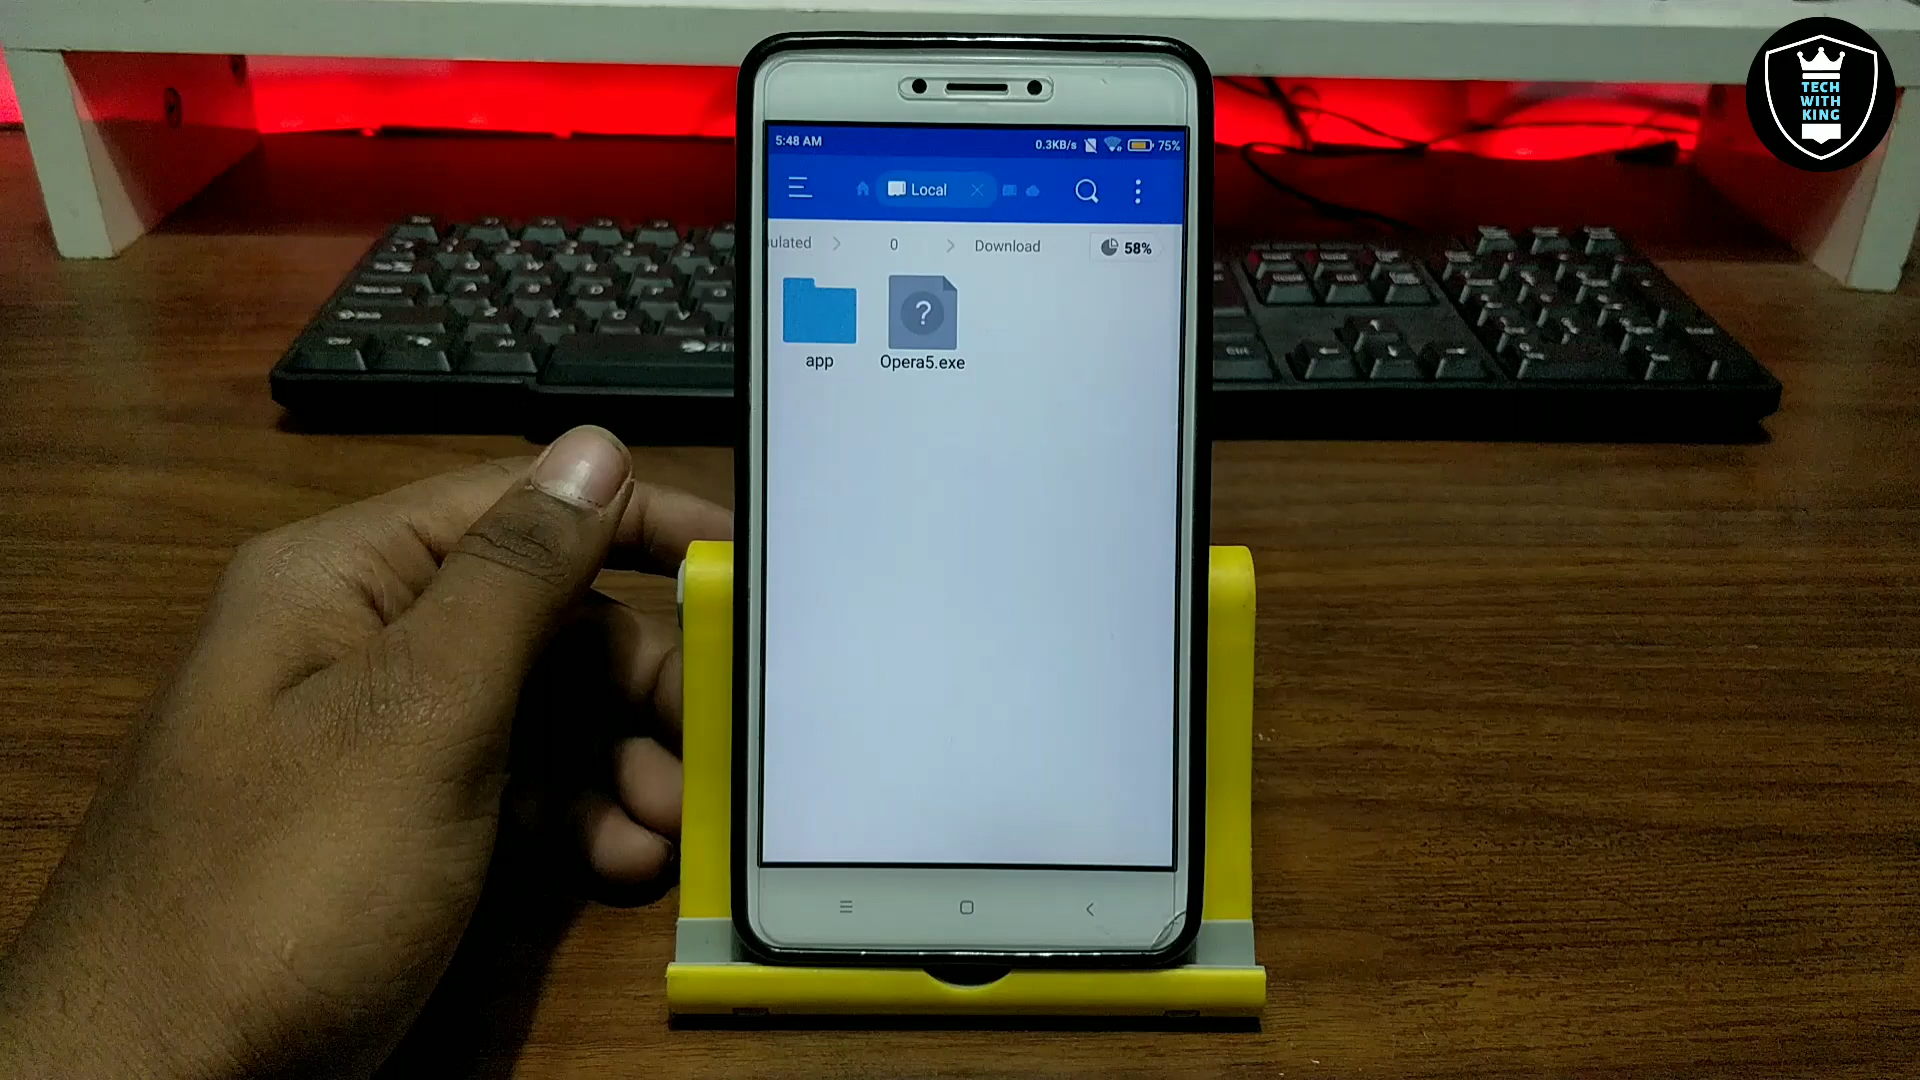 TECH
WITH
KING
5:48 AM
0.3KB/s
75%
Local
ulated
0
Download
58%
app
Opera5.exe